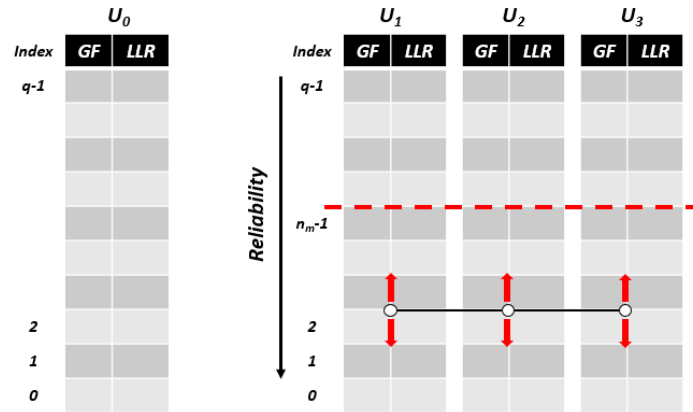 U0 U1 U2 U3
Index GF LLR Index GF LLR GF LLR GF LLR
q-1 q-1
Reliability
nm-1
2 2
1 1
0 0